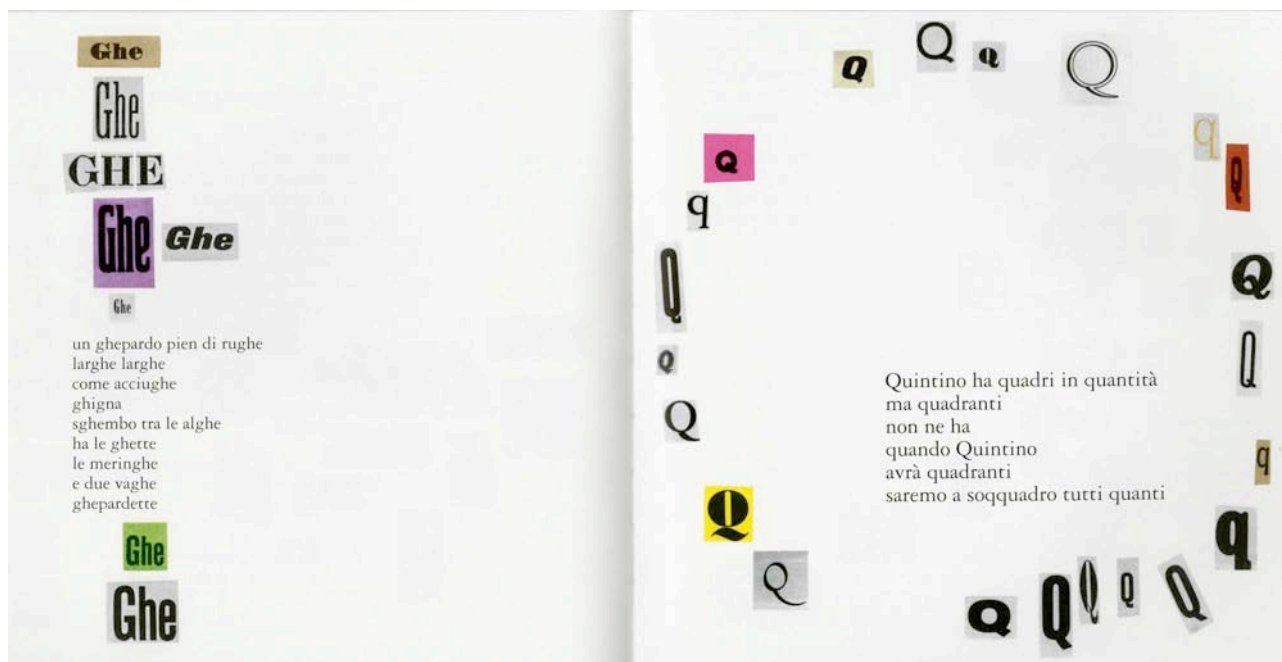 Ghe
Ghe
GHE
Ghe
Ghe
Ghe
un ghepardo pien di rughe
larghe larghe
come acciughe
ghigna
sghembo tra le alghe
ha le ghette
le meringhe
e due vaghe
ghepardette
Ghe
Ghe
Q
Q
Q
Q
q
Q
Q
q
Q
Q
Q
Q
Q
Quintino ha quadri in quantità
ma quadranti
non ne ha
quando Quintino
avrà quadranti
saremo a soqquadro tutti quanti
q
Q
q
Q
Q
Q
Q
Q
Q